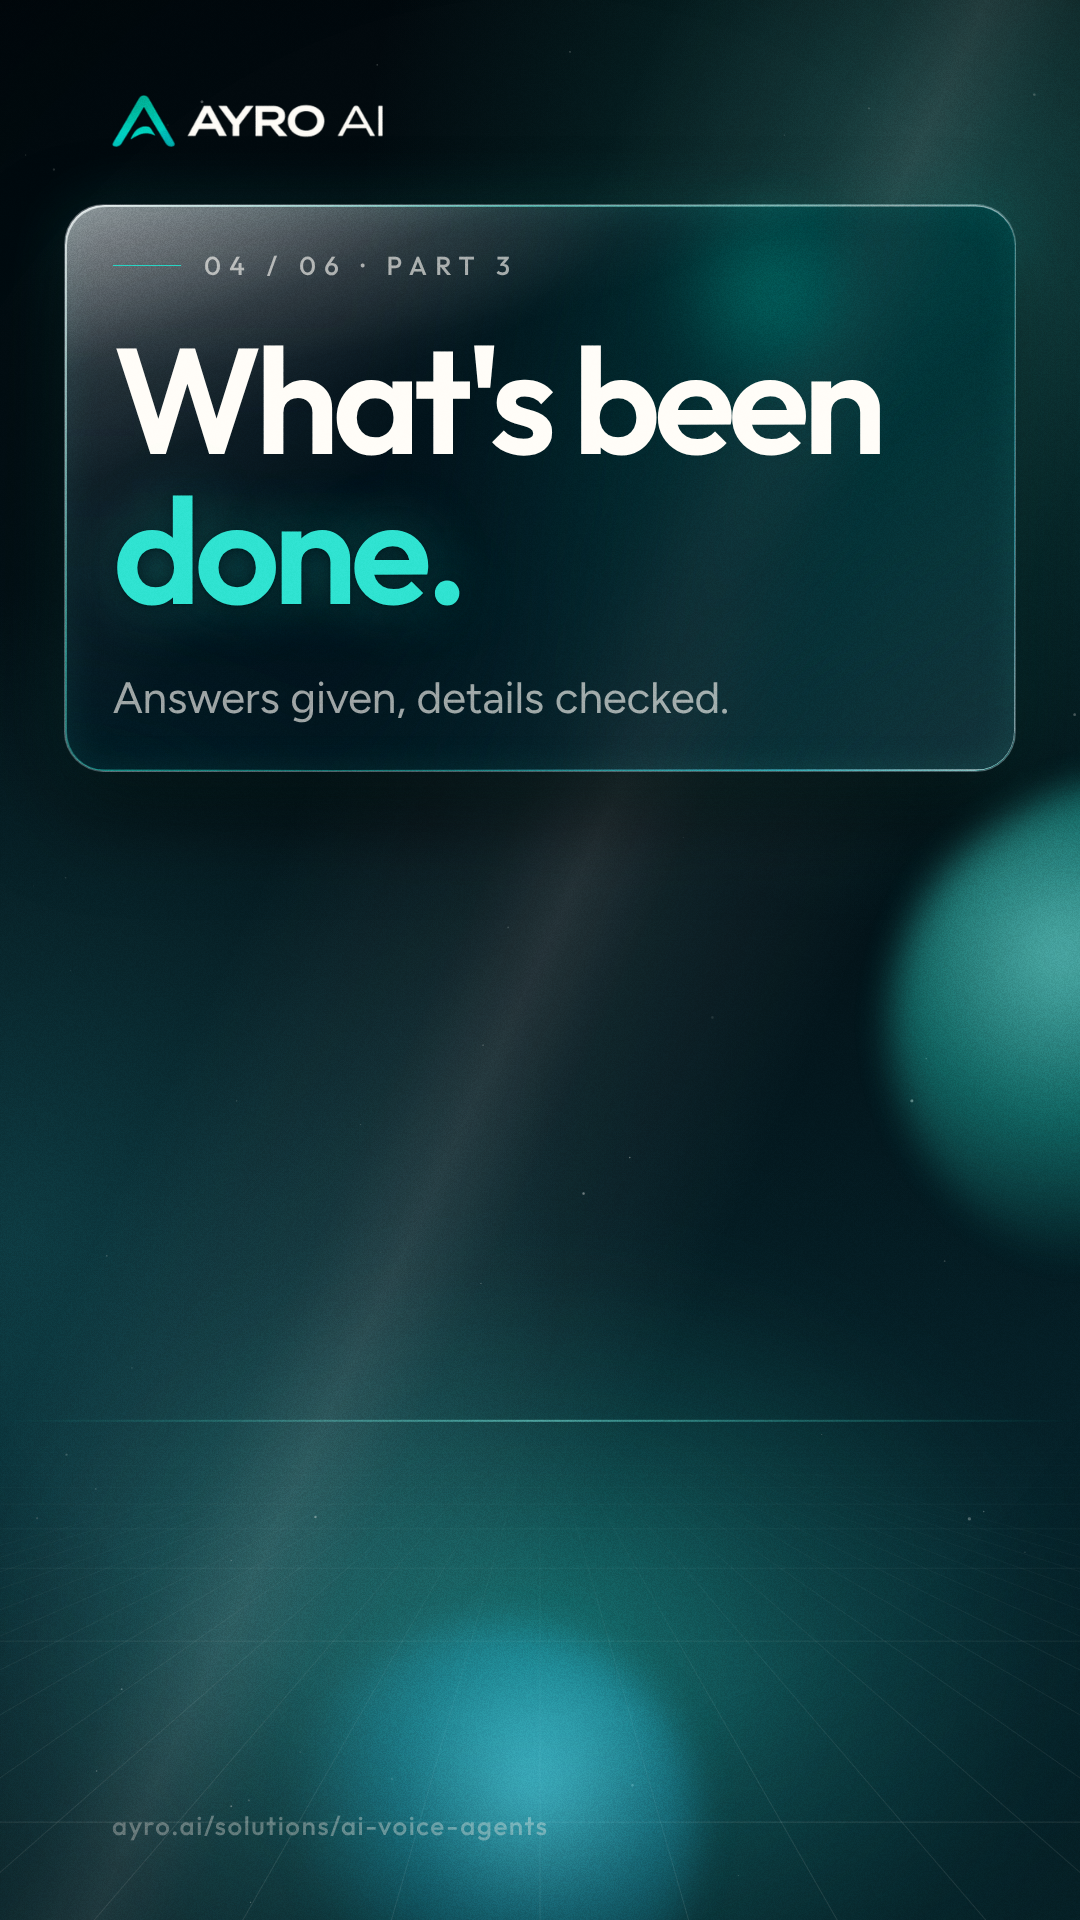 AYRO AI
04 / 06 · PART 3
What's been
done.
Answers given, details checked.
ayro.ai/solutions/ai-voice-agents